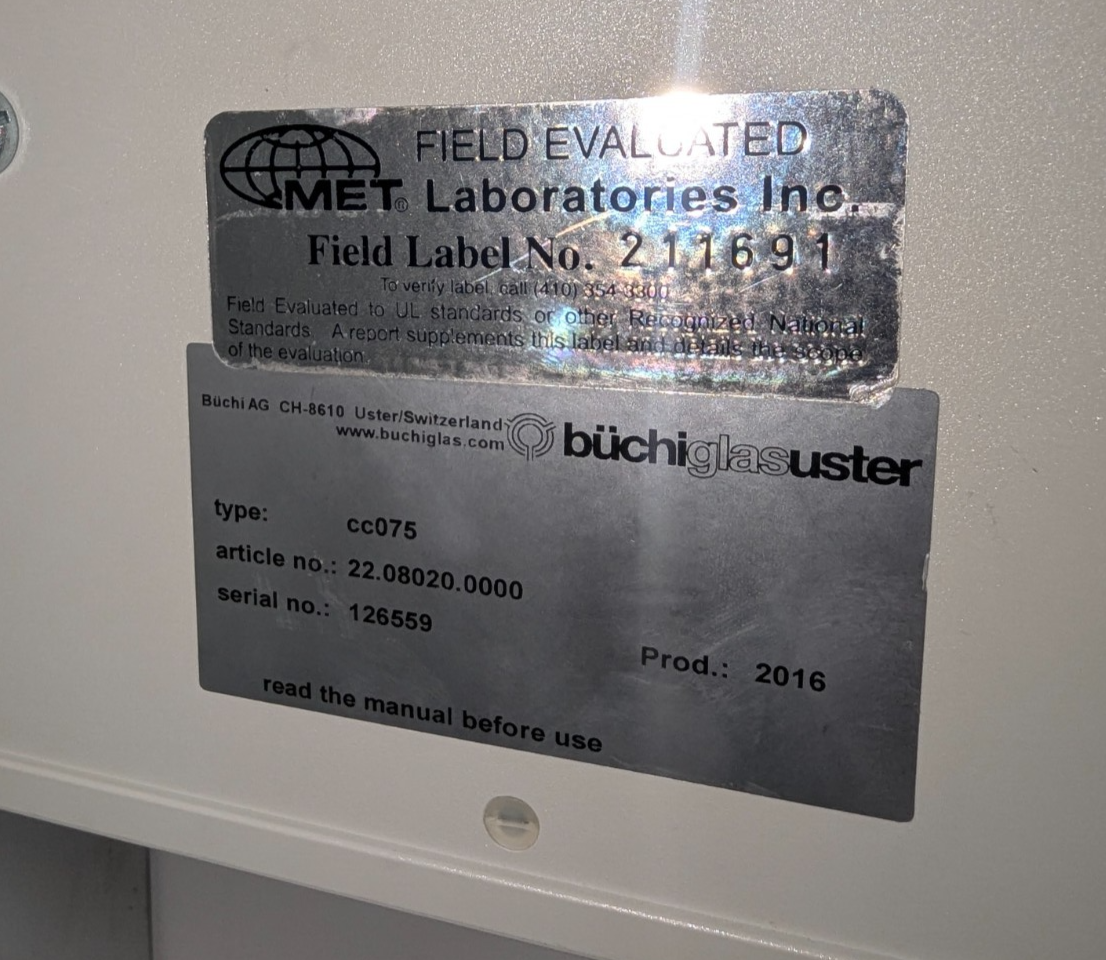 FIELD EVALUATED
MET® Laboratories Inc.
Field Label No. 211691
To verify label, call (410) 354-3300
Field Evaluated to UL standards or other Recognized National
Standards. A report supplements this label and details the scope
of the evaluation.
Büchi AG CH-8610 Uster/Switzerland
www.buchiglas.com
büchiglasuster
type: cc075
article no.: 22.08020.0000
serial no.: 126559
Prod.: 2016
read the manual before use